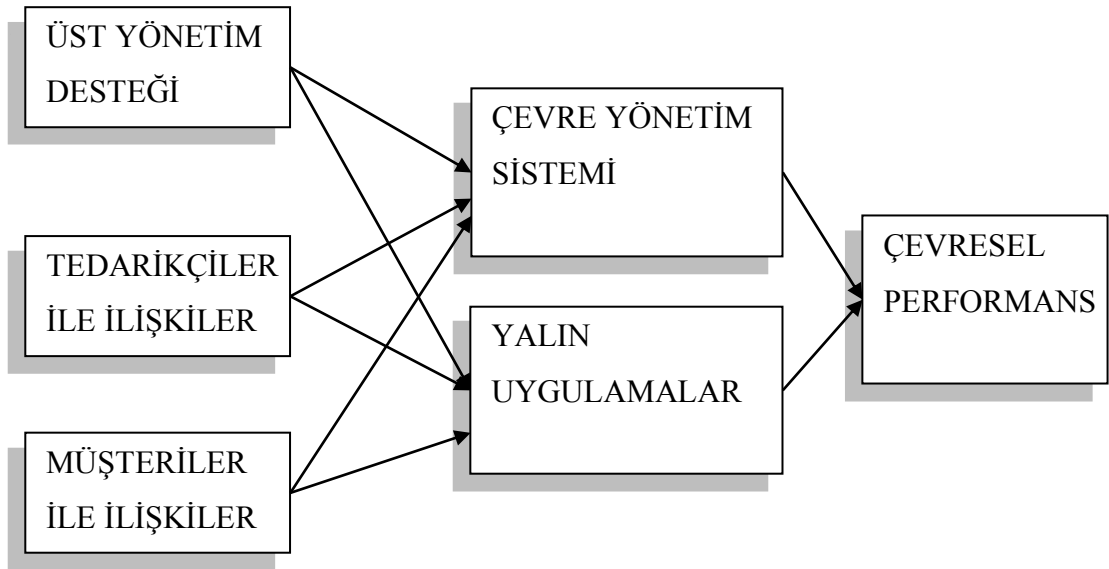 ÜST YÖNETİM
DESTEĞİ
TEDARİKÇİLER
İLE İLİŞKİLER
MÜŞTERİLER
İLE İLİŞKİLER
ÇEVRE YÖNETİM
SİSTEMİ
YALIN
UYGULAMALAR
ÇEVRESEL
PERFORMANS